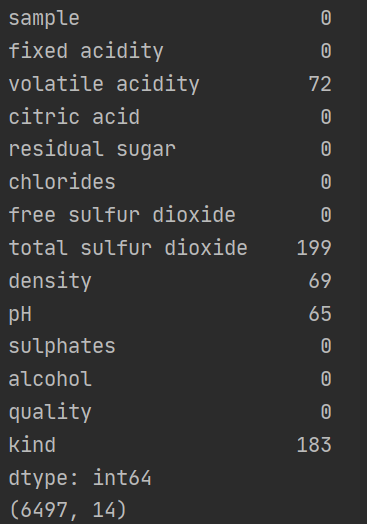 sample                    0
fixed acidity             0
volatile acidity         72
citric acid               0
residual sugar            0
chlorides                 0
free sulfur dioxide       0
total sulfur dioxide    199
density                  69
pH                       65
sulphates                 0
alcohol                   0
quality                   0
kind                    183
dtype: int64
(6497, 14)